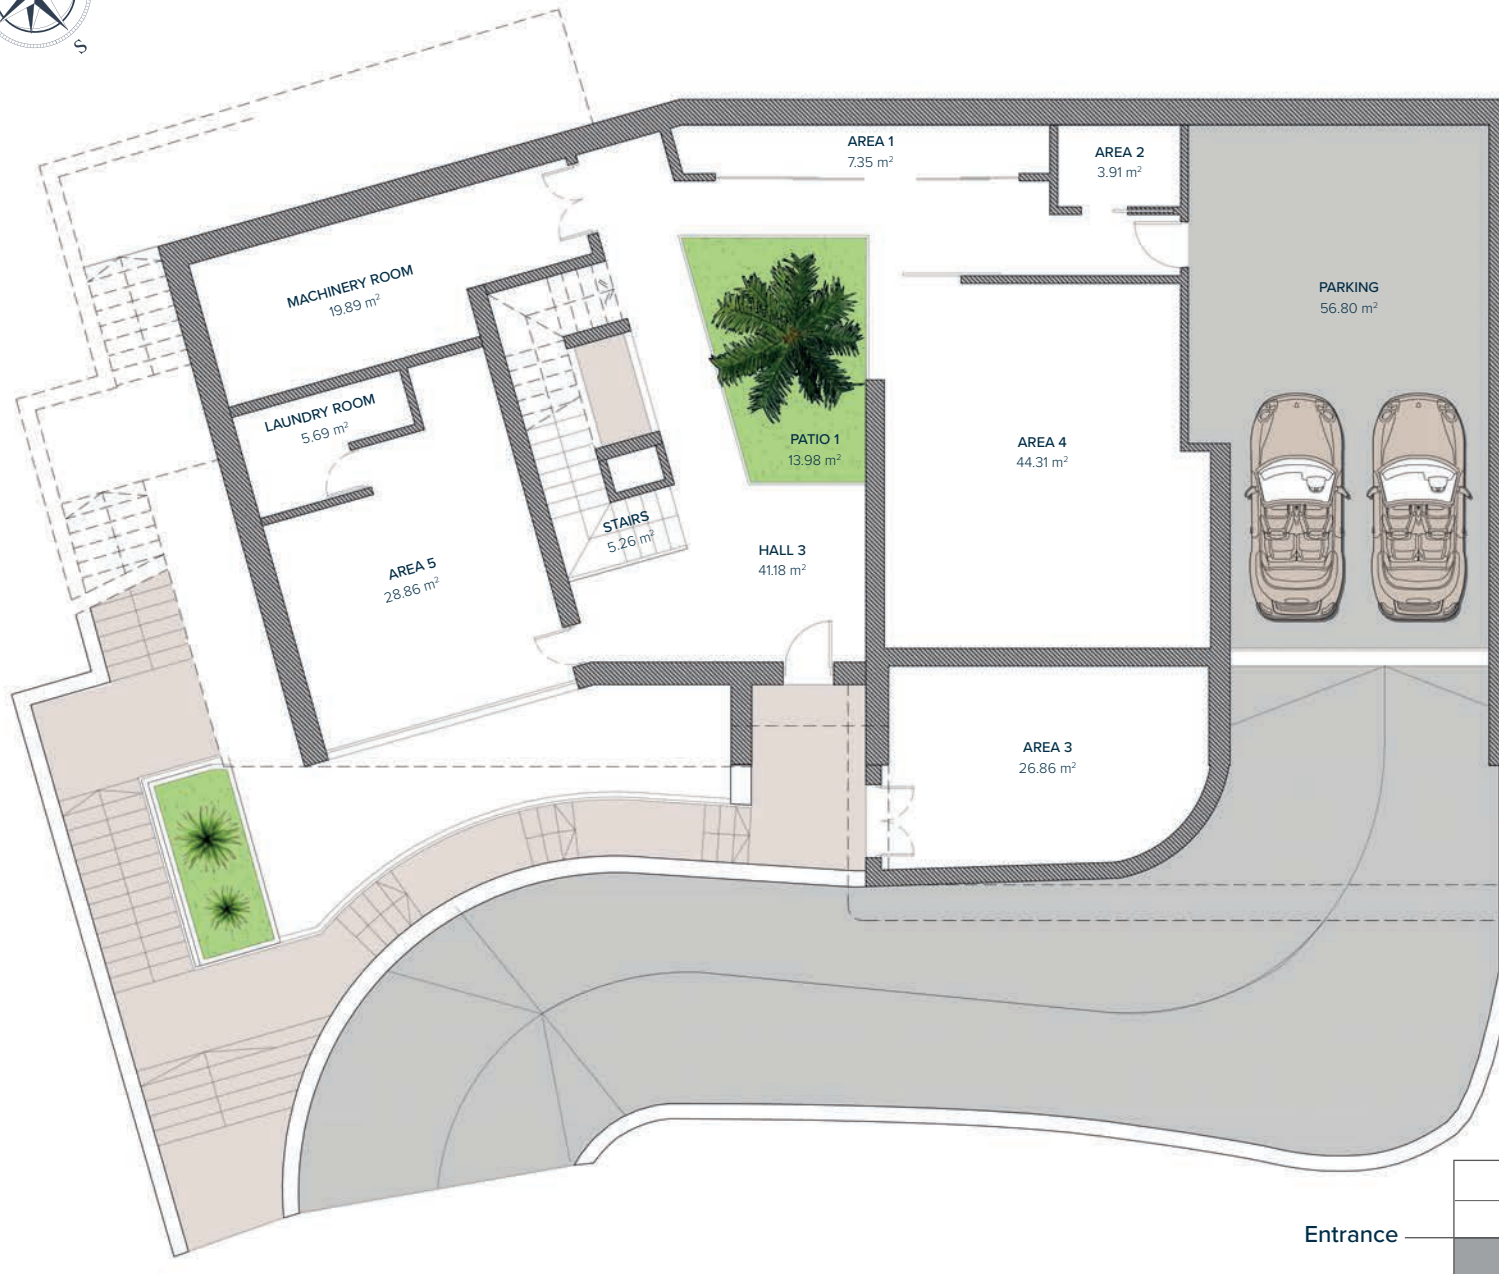 S
AREA 1
7.35 m²
AREA 2
3.91 m²
MACHINERY ROOM
19.89 m²
PARKING
56.80 m²
LAUNDRY ROOM
5.69 m²
PATIO 1
13.98 m²
AREA 4
44.31 m²
STAIRS
5.26 m²
HALL 3
41.18 m²
AREA 5
28.86 m²
AREA 3
26.86 m²
Entrance